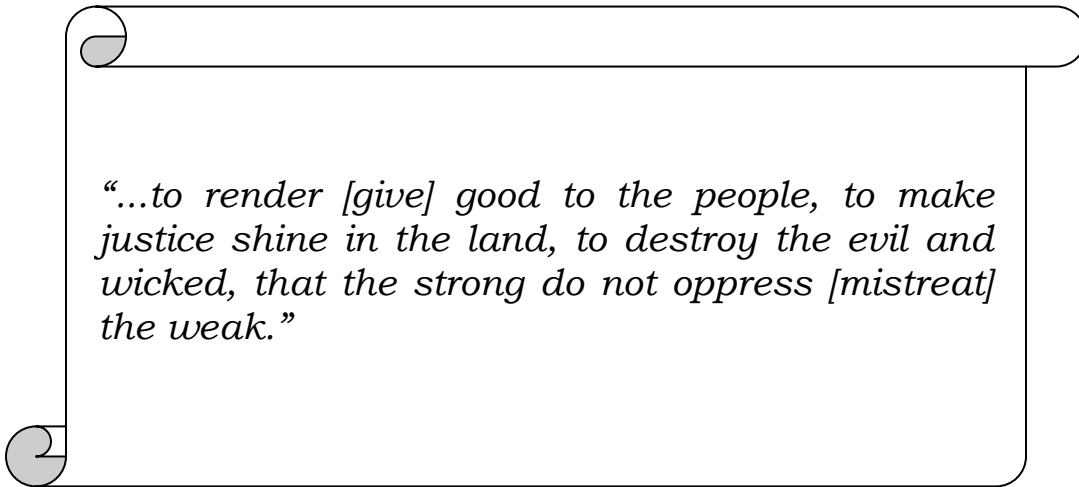 “...to render [give] good to the people, to make
justice shine in the land, to destroy the evil and
wicked, that the strong do not oppress [mistreat]
the weak.”